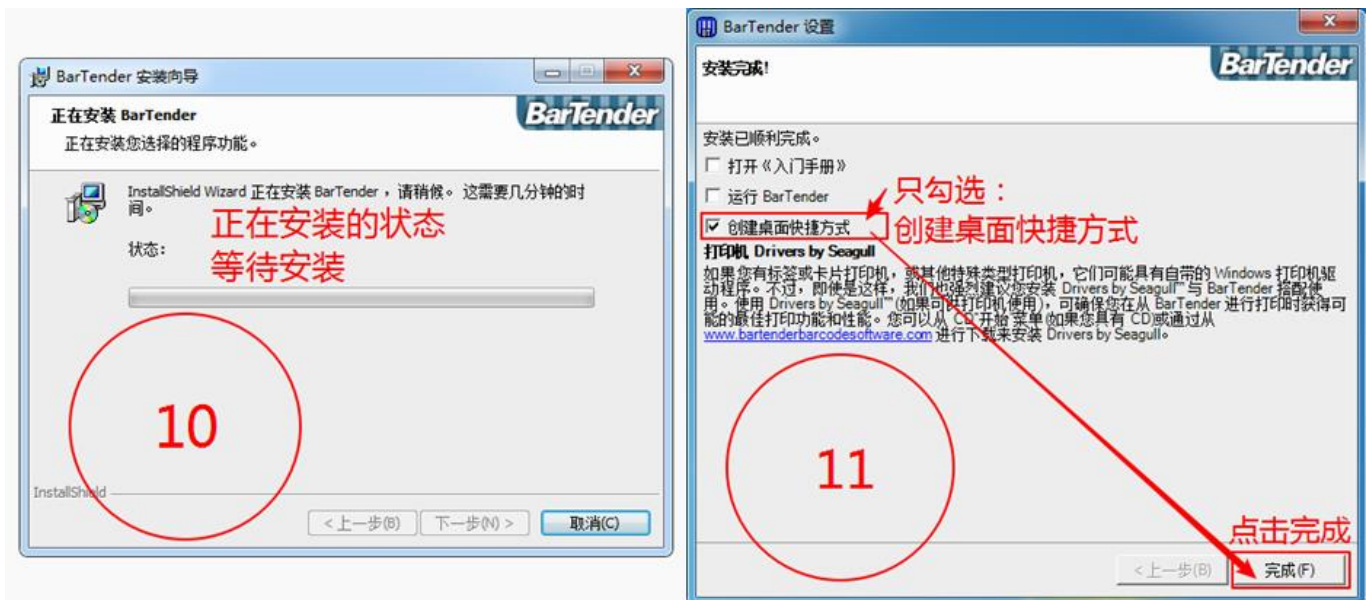 BarTender 安装向导
正在安装 BarTender
正在安装您选择的程序功能。
BarTender
InstallShield Wizard 正在安装 BarTender，请稍候。 这需要几分钟的时
间。
正在安装的状态
状态：
等待安装
10
InstallShield
<上一步(B)
下一步(N) >
取消(C)
BarTender 设置
安装完成!
BarTender
安装已顺利完成。
打开《入门手册》
运行 BarTender
只勾选：
创建桌面快捷方式
创建桌面快捷方式
打印机 Drivers by Seagull
如果您有标签或卡片打印机，或其他特殊类型打印机，它们可能具有自带的 Windows 打印机驱
动程序。不过，即使是这样，我们也强烈建议您安装 Drivers by Seagull™ 与 BarTender 搭配使
用。使用 Drivers by Seagull™ (如果可供打印机使用)，可确保您在从 BarTender 进行打印时获得可
能的最佳打印功能和性能。您可以从 CD 开始菜单(如果您具有 CD)或通过从
www.bartenderbarcodesoftware.com 进行下载来安装 Drivers by Seagull。
11
点击完成
<上一步(B)
完成(F)